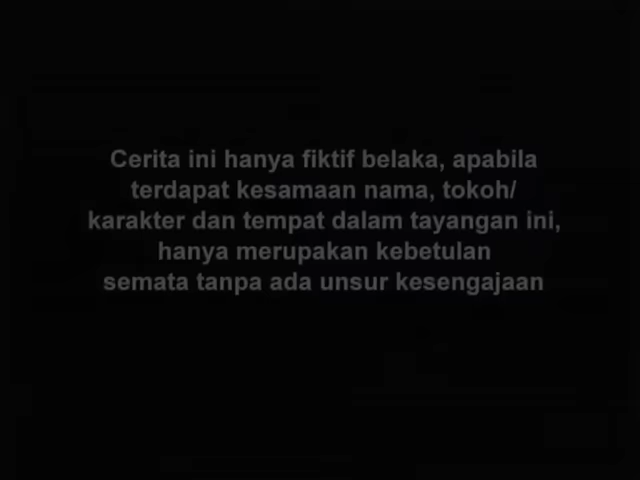 Cerita ini hanya fiktif belaka, apabila
terdapat kesamaan nama, tokoh/
karakter dan tempat dalam tayangan ini,
hanya merupakan kebetulan
semata tanpa ada unsur kesengajaan